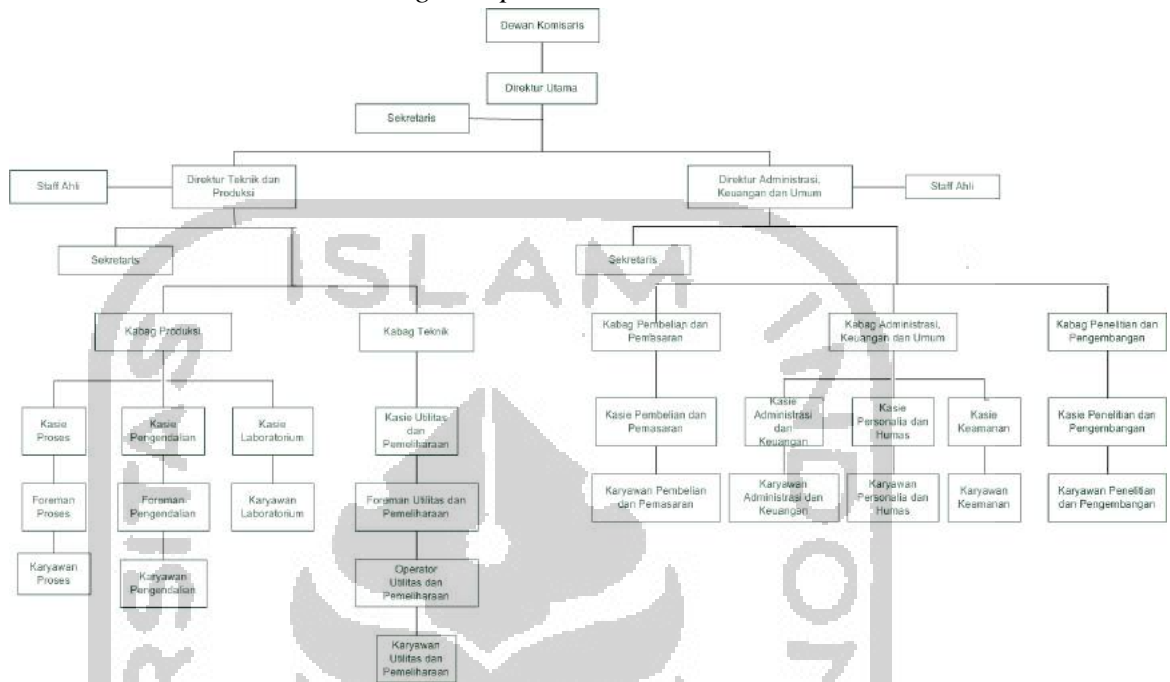 Dewan Komisaris
Direktur Utama
Sekretaris
Staff Ahli
Direktur Teknik dan
Produksi
Direktur Administrasi,
Keuangan dan Umum
Staff Ahli
Sekretaris
Sekretaris
Kabag Produksi
Kabag Teknik
Kabag Pembelian dan
Pemasaran
Kabag Administrasi,
Keuangan dan Umum
Kabag Penelitian dan
Pengembangan
Kasie
Proses
Kasie
Pengendalian
Kasie
Laboratorium
Kasie Utilitas
dan
Pemeliharaan
Kasie Pembelian dan
Pemasaran
Kasie
Administrasi
dan
Keuangan
Kasie
Personalia dan
Humas
Kasie
Keamanan
Kasie Penelitian dan
Pengembangan
Foreman
Proses
Foreman
Pengendalian
Karyawan
Laboratorium
Foreman Utilitas dan
Pemeliharaan
Karyawan Pembelian
dan Pemasaran
Karyawan
Administrasi dan
Keuangan
Karyawan
Personalia dan
Humas
Karyawan
Keamanan
Karyawan Penelitian
dan Pengembangan
Karyawan
Proses
Karyawan
Pengendalian
Operator
Utilitas dan
Pemeliharaan
Karyawan
Utilitas dan
Pemeliharaan
ISLAM